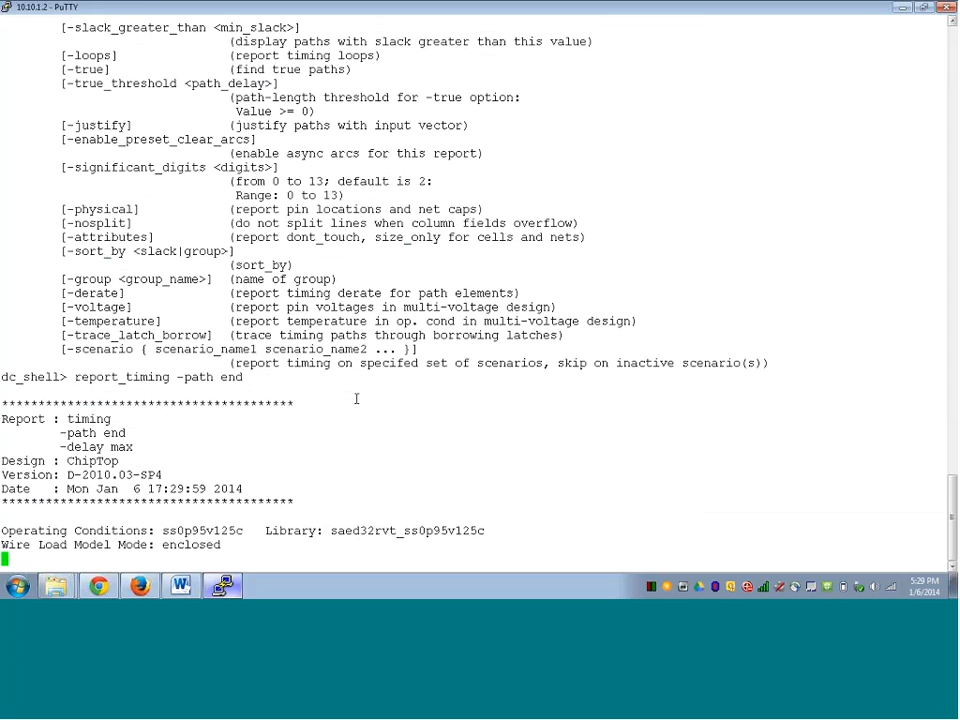 10.10.1.2 - PuTTY
[-slack_greater_than <min_slack>]
(display paths with slack greater than this value)
[-loops] (report timing loops)
[-true] (find true paths)
[-true_threshold <path_delay>]
(path-length threshold for -true option:
Value >= 0)
[-justify] (justify paths with input vector)
[-enable_preset_clear_arcs]
(enable async arcs for this report)
[-significant_digits <digits>]
(from 0 to 13; default is 2:
Range: 0 to 13)
[-physical] (report pin locations and net caps)
[-nosplit] (do not split lines when column fields overflow)
[-attributes] (report dont_touch, size_only for cells and nets)
[-sort_by <slack|group>]
(sort_by)
[-group <group_name>] (name of group)
[-derate] (report timing derate for path elements)
[-voltage] (report pin voltages in multi-voltage design)
[-temperature] (report temperature in op. cond in multi-voltage design)
[-trace_latch_borrow] (trace timing paths through borrowing latches)
[-scenario { scenario_name1 scenario_name2 ... }]
(report timing on specifed set of scenarios, skip on inactive scenario(s))
dc_shell> report_timing -path end
****************************************
Report : timing
-path end
-delay max
Design : ChipTop
Version: D-2010.03-SP4
Date : Mon Jan 6 17:29:59 2014
****************************************
Operating Conditions: ss0p95v125c Library: saed32rvt_ss0p95v125c
Wire Load Model Mode: enclosed
5:29 PM
1/6/2014